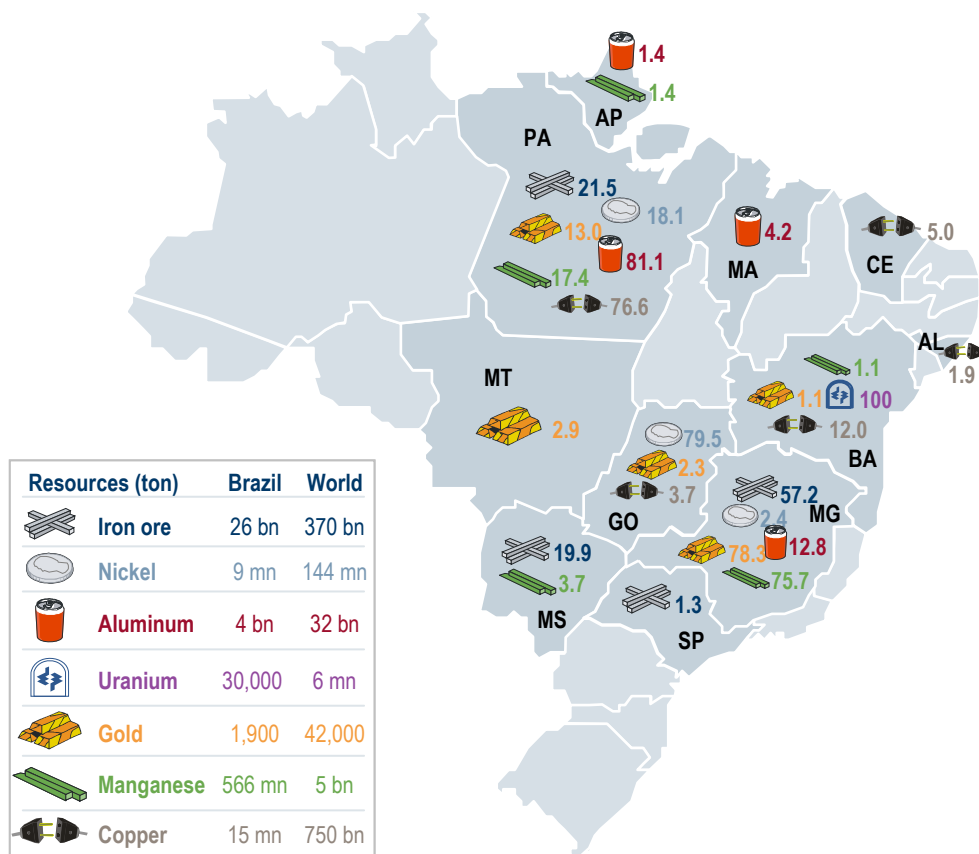 1.4
1.4
AP
PA
21.5
18.1
13.0
81.1
17.4
76.6
4.2
MA
5.0
CE
AL
1.9
MT
2.9
1.1
1.1 100
12.0
BA
79.5
2.3
3.7
GO
57.2
2.4 MG
78.3 12.8
75.7
19.9
3.7
MS
1.3
SP
Resources (ton) Brazil World
Iron ore 26 bn 370 bn
Nickel 9 mn 144 mn
Aluminum 4 bn 32 bn
Uranium 30,000 6 mn
Gold 1,900 42,000
Manganese 566 mn 5 bn
Copper 15 mn 750 bn